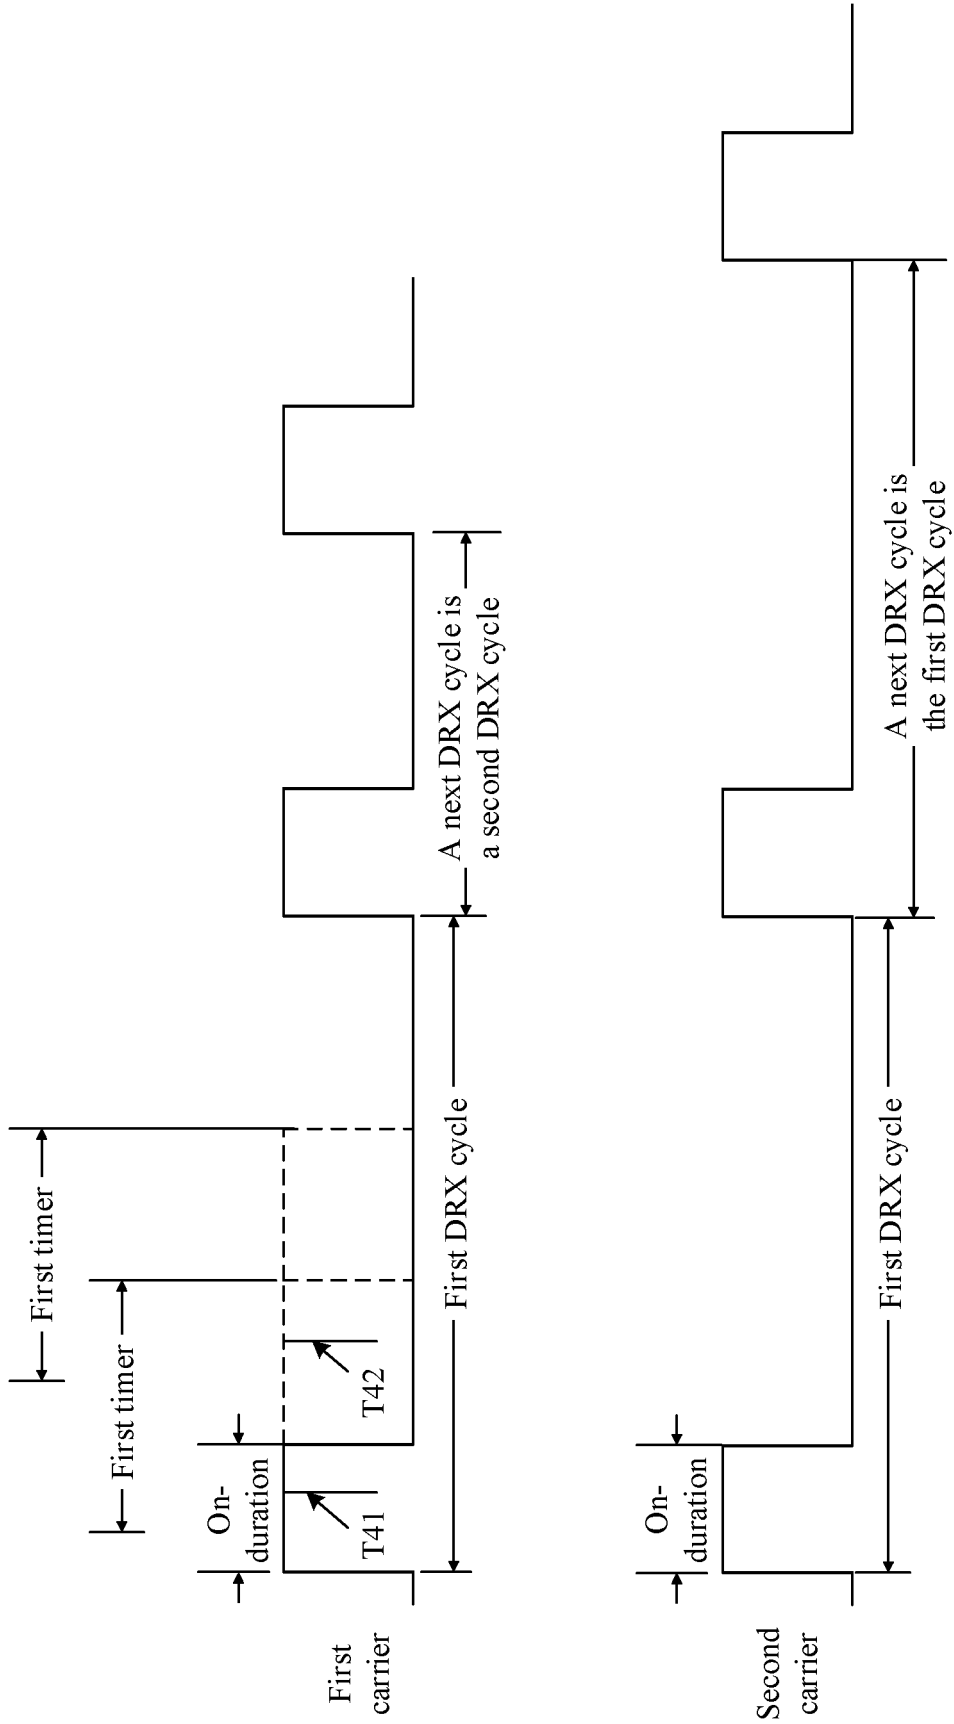 First timer
First timer
On-
duration
T41
T42
First
carrier
First DRX cycle
A next DRX cycle is
a second DRX cycle
On-
duration
Second
carrier
First DRX cycle
A next DRX cycle is
the first DRX cycle